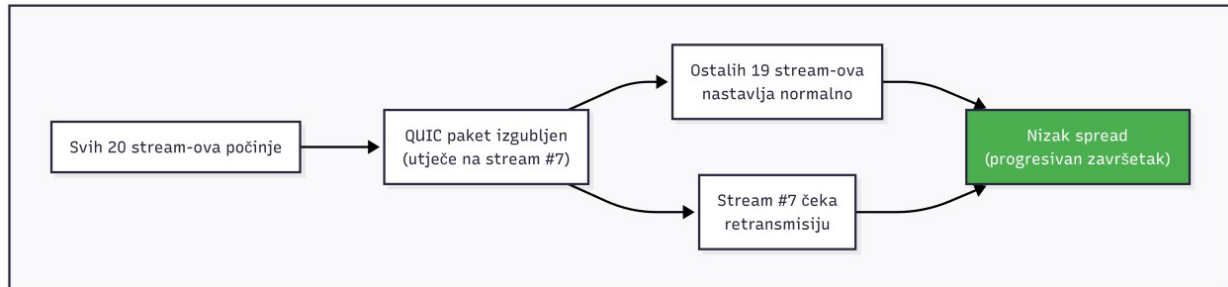 Svih 20 stream-ova počinje
QUIC paket izgubljen
(utječe na stream #7)
Ostalih 19 stream-ova
nastavlja normalno
Stream #7 čeka
retransmisiju
Nizak spread
(progresivan završetak)